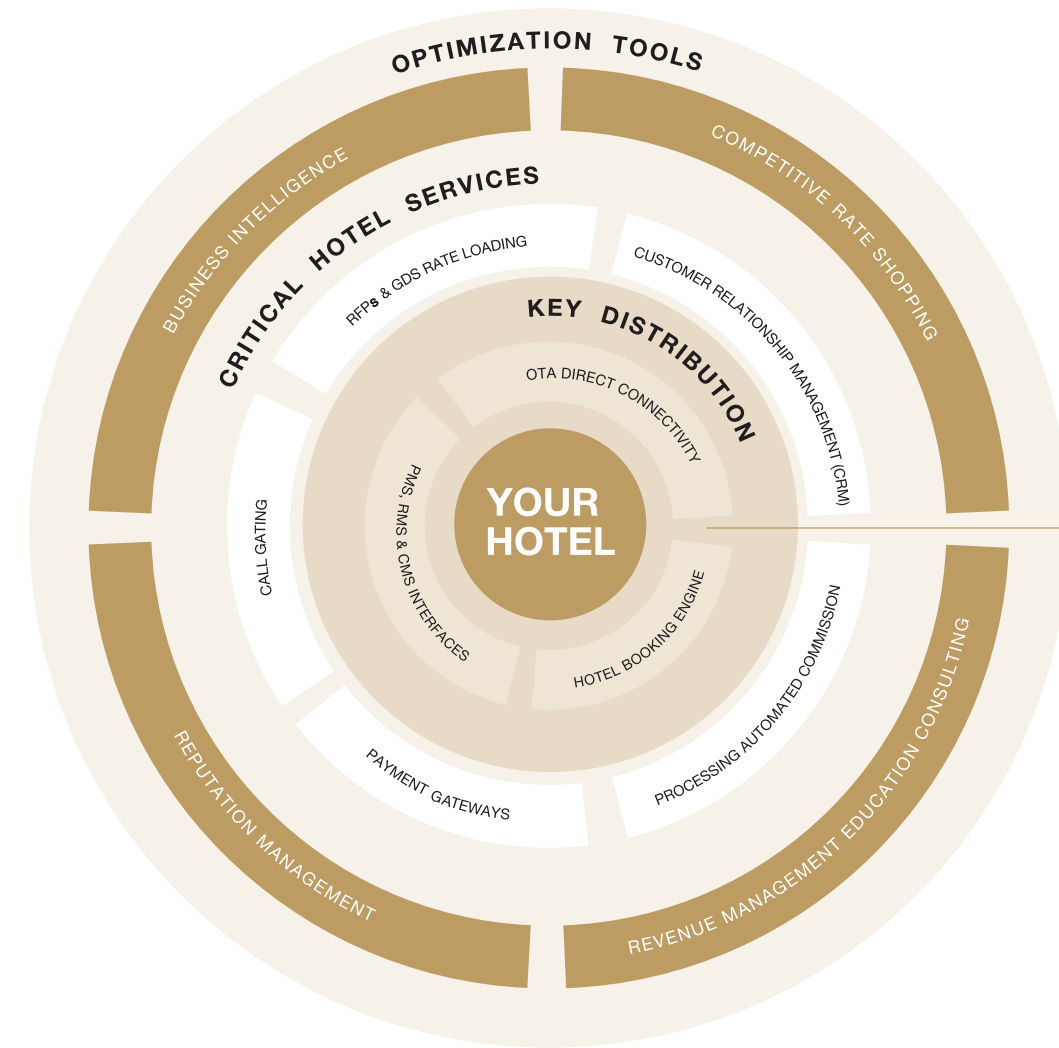 OPTIMIZATION TOOLS
BUSINESS INTELLIGENCE
COMPETITIVE RATE SHOPPING
REPUTATION MANAGEMENT
REVENUE MANAGEMENT EDUCATION CONSULTING
CRITICAL HOTEL SERVICES
RFPs & GDS RATE LOADING
CUSTOMER RELATIONSHIP MANAGEMENT (CRM)
CALL GATING
PAYMENT GATEWAYS
PROCESSING AUTOMATED COMMISSION
KEY DISTRIBUTION
OTA DIRECT CONNECTIVITY
PMS, RMS & CMS INTERFACES
HOTEL BOOKING ENGINE
YOUR
HOTEL